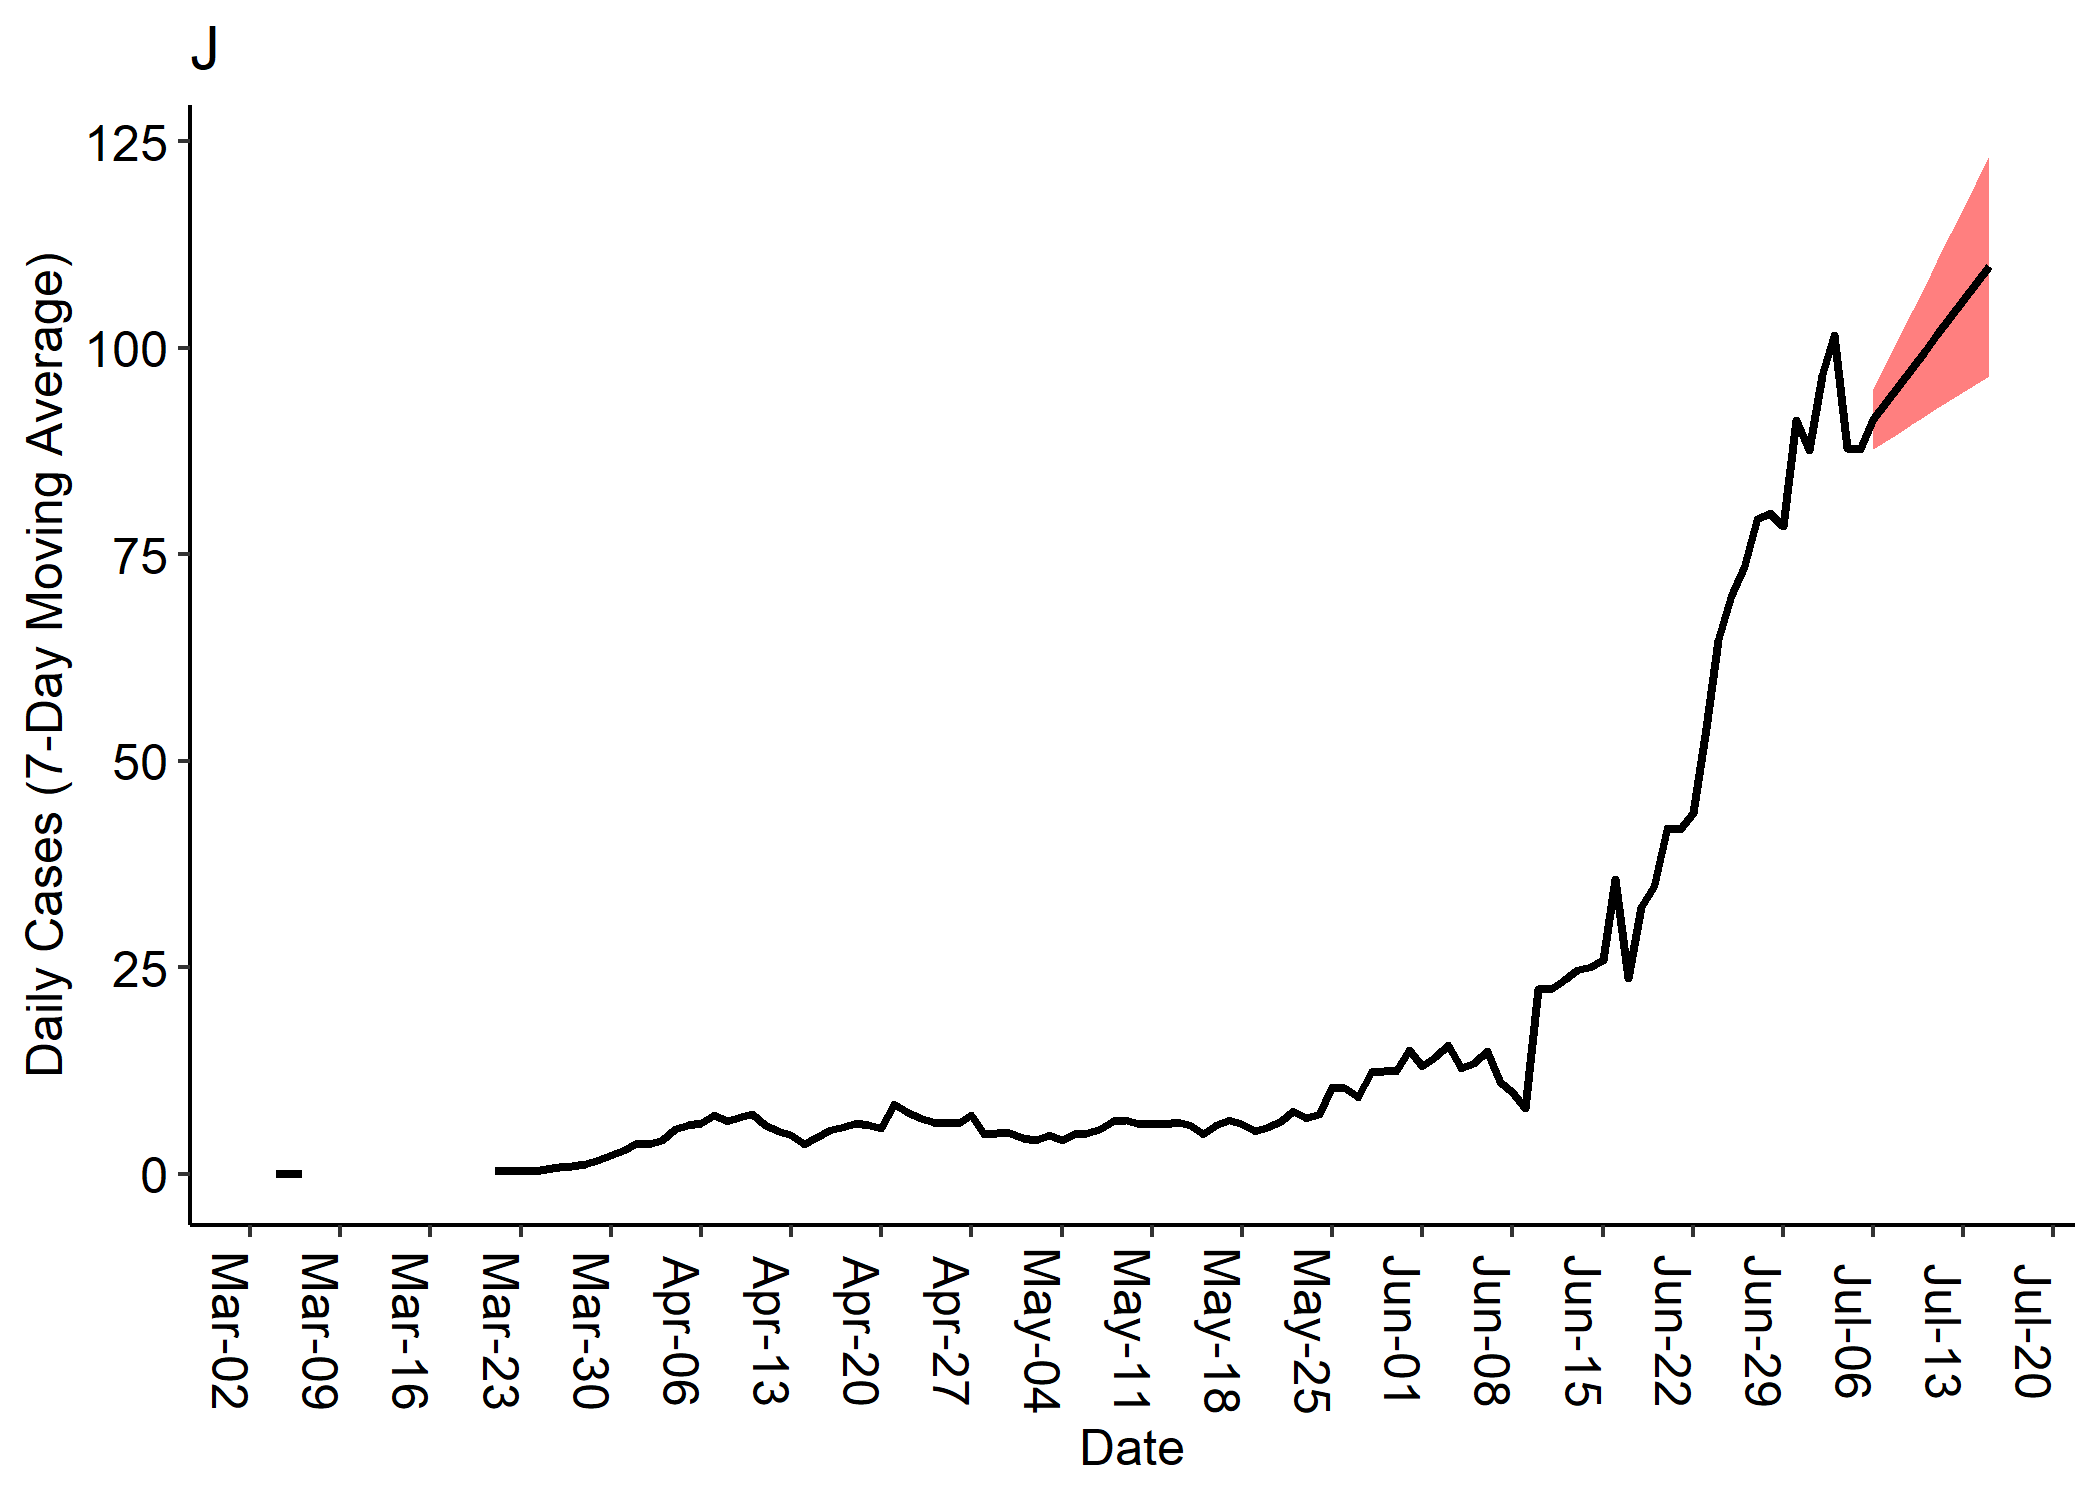 J
Daily Cases (7-Day Moving Average)
125
100
75
50
25
0
Mar-02
Mar-09
Mar-16
Mar-23
Mar-30
Apr-06
Apr-13
Apr-20
Apr-27
May-04
May-11
May-18
May-25
Jun-01
Jun-08
Jun-15
Jun-22
Jun-29
Jul-06
Jul-13
Jul-20
Date